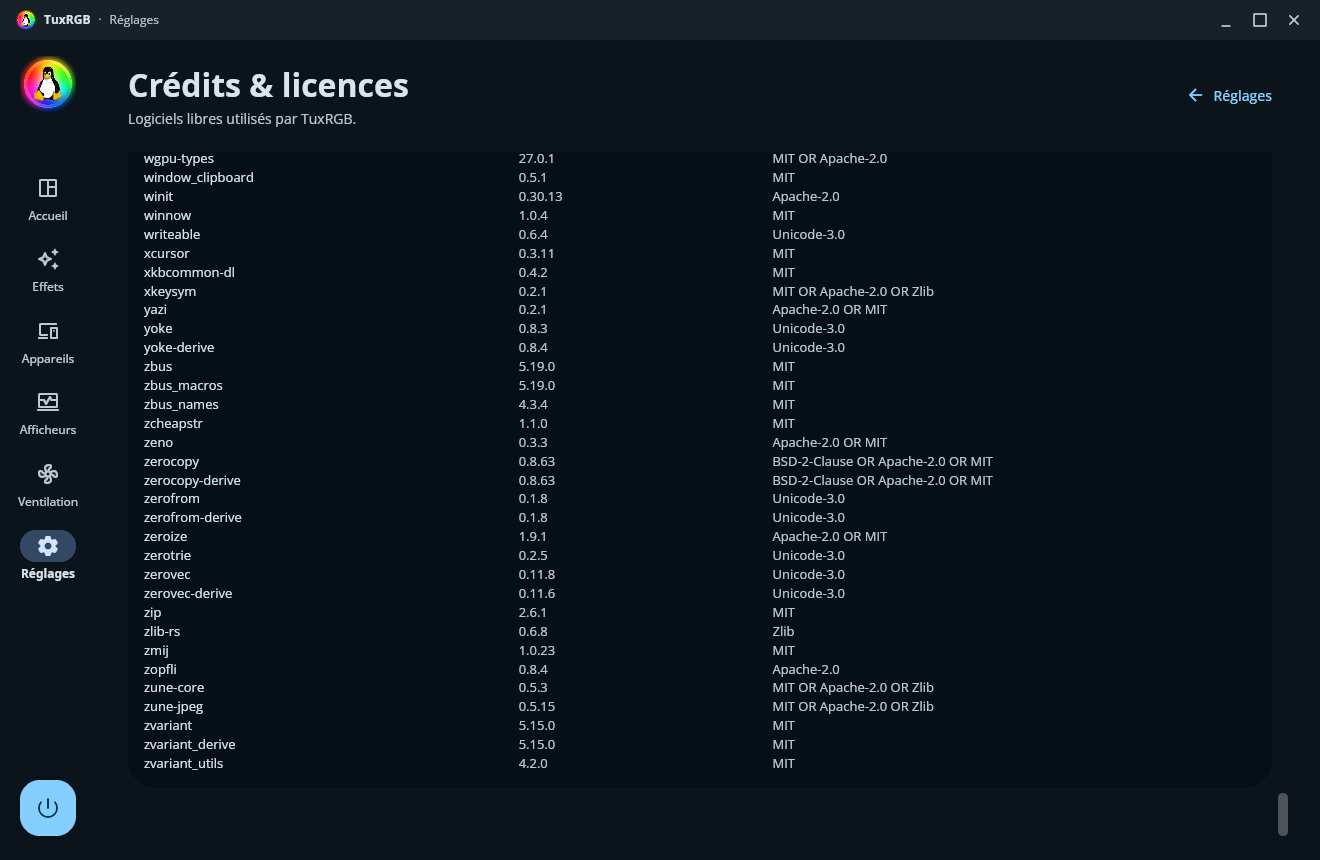 TuxRGB · Réglages
Crédits & licences
Logiciels libres utilisés par TuxRGB.
Réglages
Accueil
Effets
Appareils
Afficheurs
Ventilation
Réglages
wgpu-types 27.0.1 MIT OR Apache-2.0
window_clipboard 0.5.1 MIT
winit 0.30.13 Apache-2.0
winnow 1.0.4 MIT
writeable 0.6.4 Unicode-3.0
xcursor 0.3.11 MIT
xkbcommon-dl 0.4.2 MIT
xkeysym 0.2.1 MIT OR Apache-2.0 OR Zlib
yazi 0.2.1 Apache-2.0 OR MIT
yoke 0.8.3 Unicode-3.0
yoke-derive 0.8.4 Unicode-3.0
zbus 5.19.0 MIT
zbus_macros 5.19.0 MIT
zbus_names 4.3.4 MIT
zcheapstr 1.1.0 MIT
zeno 0.3.3 Apache-2.0 OR MIT
zerocopy 0.8.63 BSD-2-Clause OR Apache-2.0 OR MIT
zerocopy-derive 0.8.63 BSD-2-Clause OR Apache-2.0 OR MIT
zerofrom 0.1.8 Unicode-3.0
zerofrom-derive 0.1.8 Unicode-3.0
zeroize 1.9.1 Apache-2.0 OR MIT
zerotrie 0.2.5 Unicode-3.0
zerovec 0.11.8 Unicode-3.0
zerovec-derive 0.11.6 Unicode-3.0
zip 2.6.1 MIT
zlib-rs 0.6.8 Zlib
zmij 1.0.23 MIT
zopfli 0.8.4 Apache-2.0
zune-core 0.5.3 MIT OR Apache-2.0 OR Zlib
zune-jpeg 0.5.15 MIT OR Apache-2.0 OR Zlib
zvariant 5.15.0 MIT
zvariant_derive 5.15.0 MIT
zvariant_utils 4.2.0 MIT